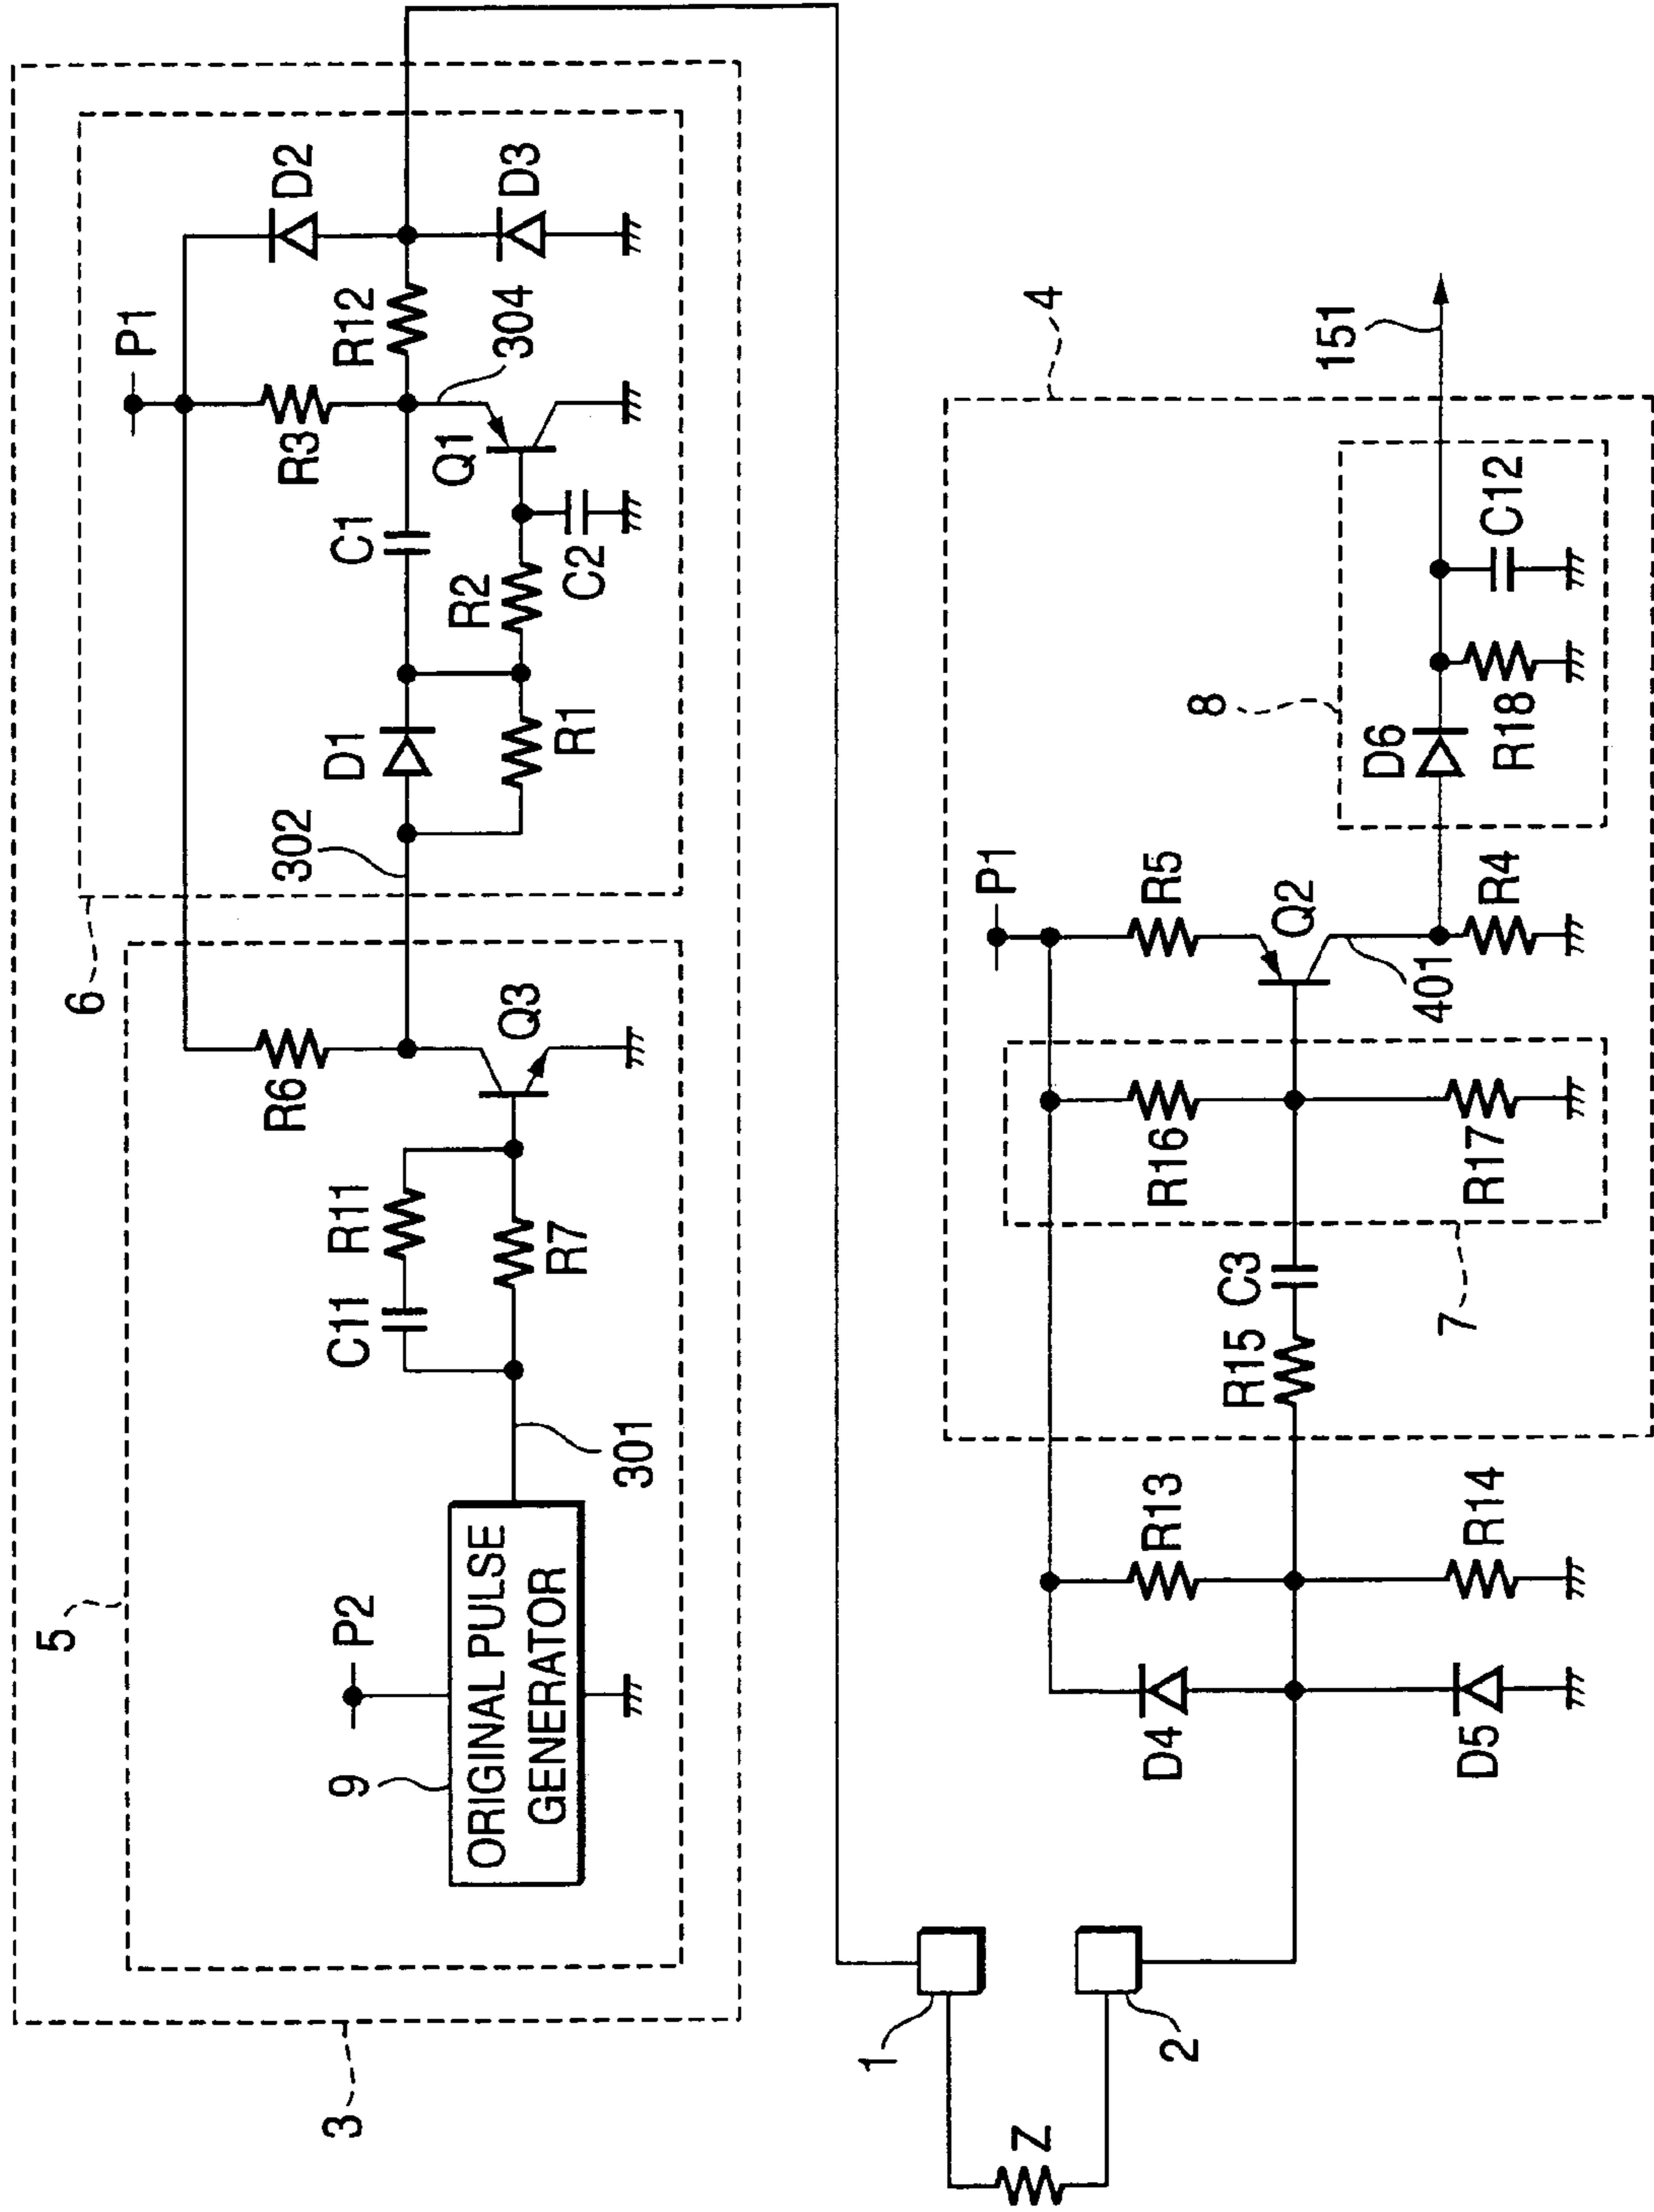 3
5
6
P1
R3
D2
D3
R12
304
C1
Q1
R2
C2
D1
R1
302
R6
Q3
C11
R11
R7
301
P2
9
ORIGINAL PULSE
GENERATOR
1
2
Z
4
P1
R5
Q2
401
R4
8
D6
R18
C12
151
R16
R17
7
C3
R15
R13
R14
D4
D5